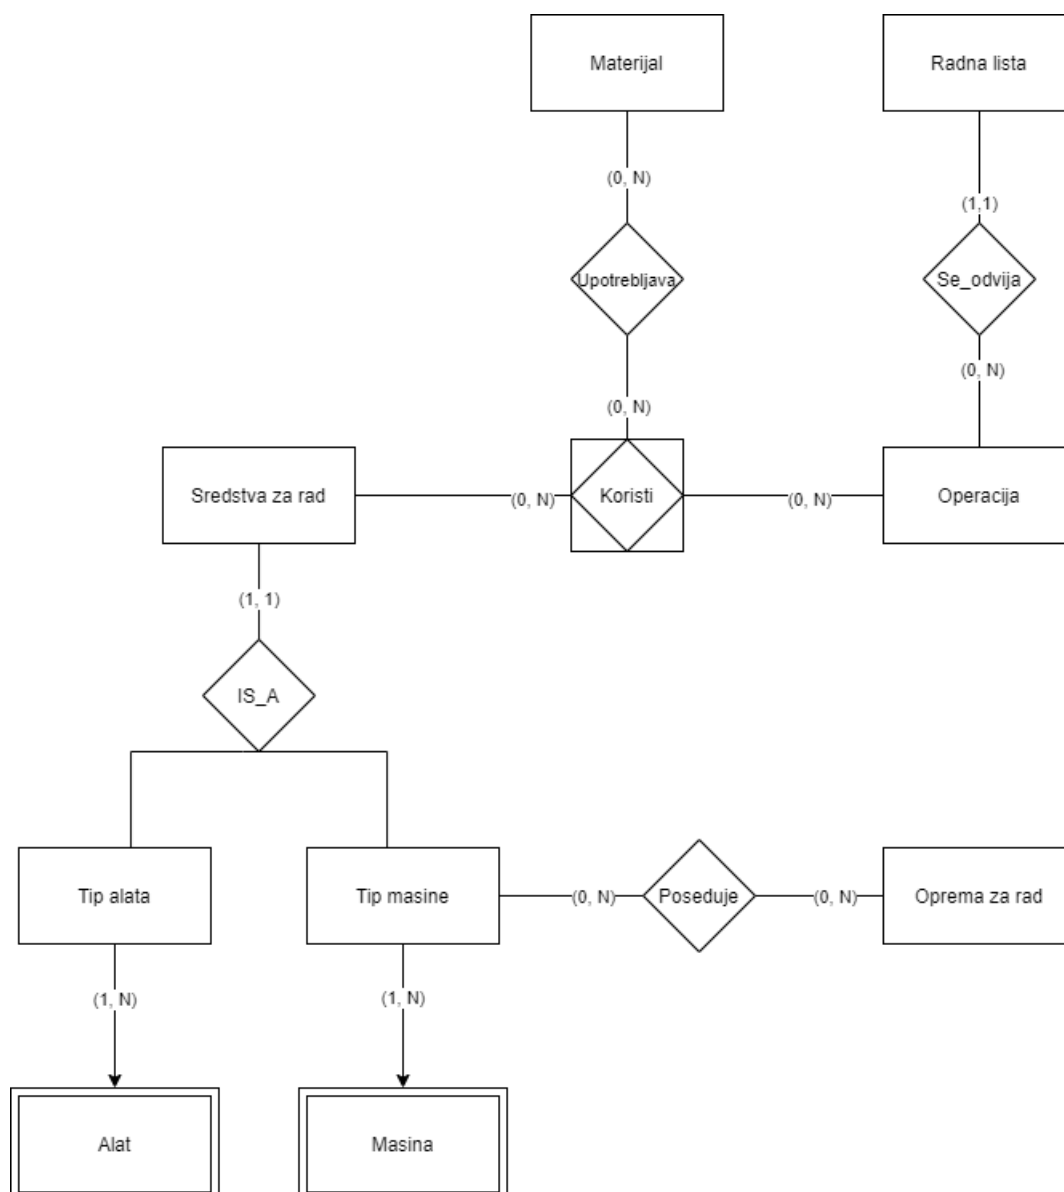 Materijal
Radna lista
(0, N)
(1,1)
Upotrebljava
Se_odvija
(0, N)
(0, N)
Sredstva za rad
(0, N)
Koristi
(0, N)
Operacija
(1, 1)
IS_A
Tip alata
Tip masine
(0, N)
Poseduje
(0, N)
Oprema za rad
(1, N)
(1, N)
Alat
Masina